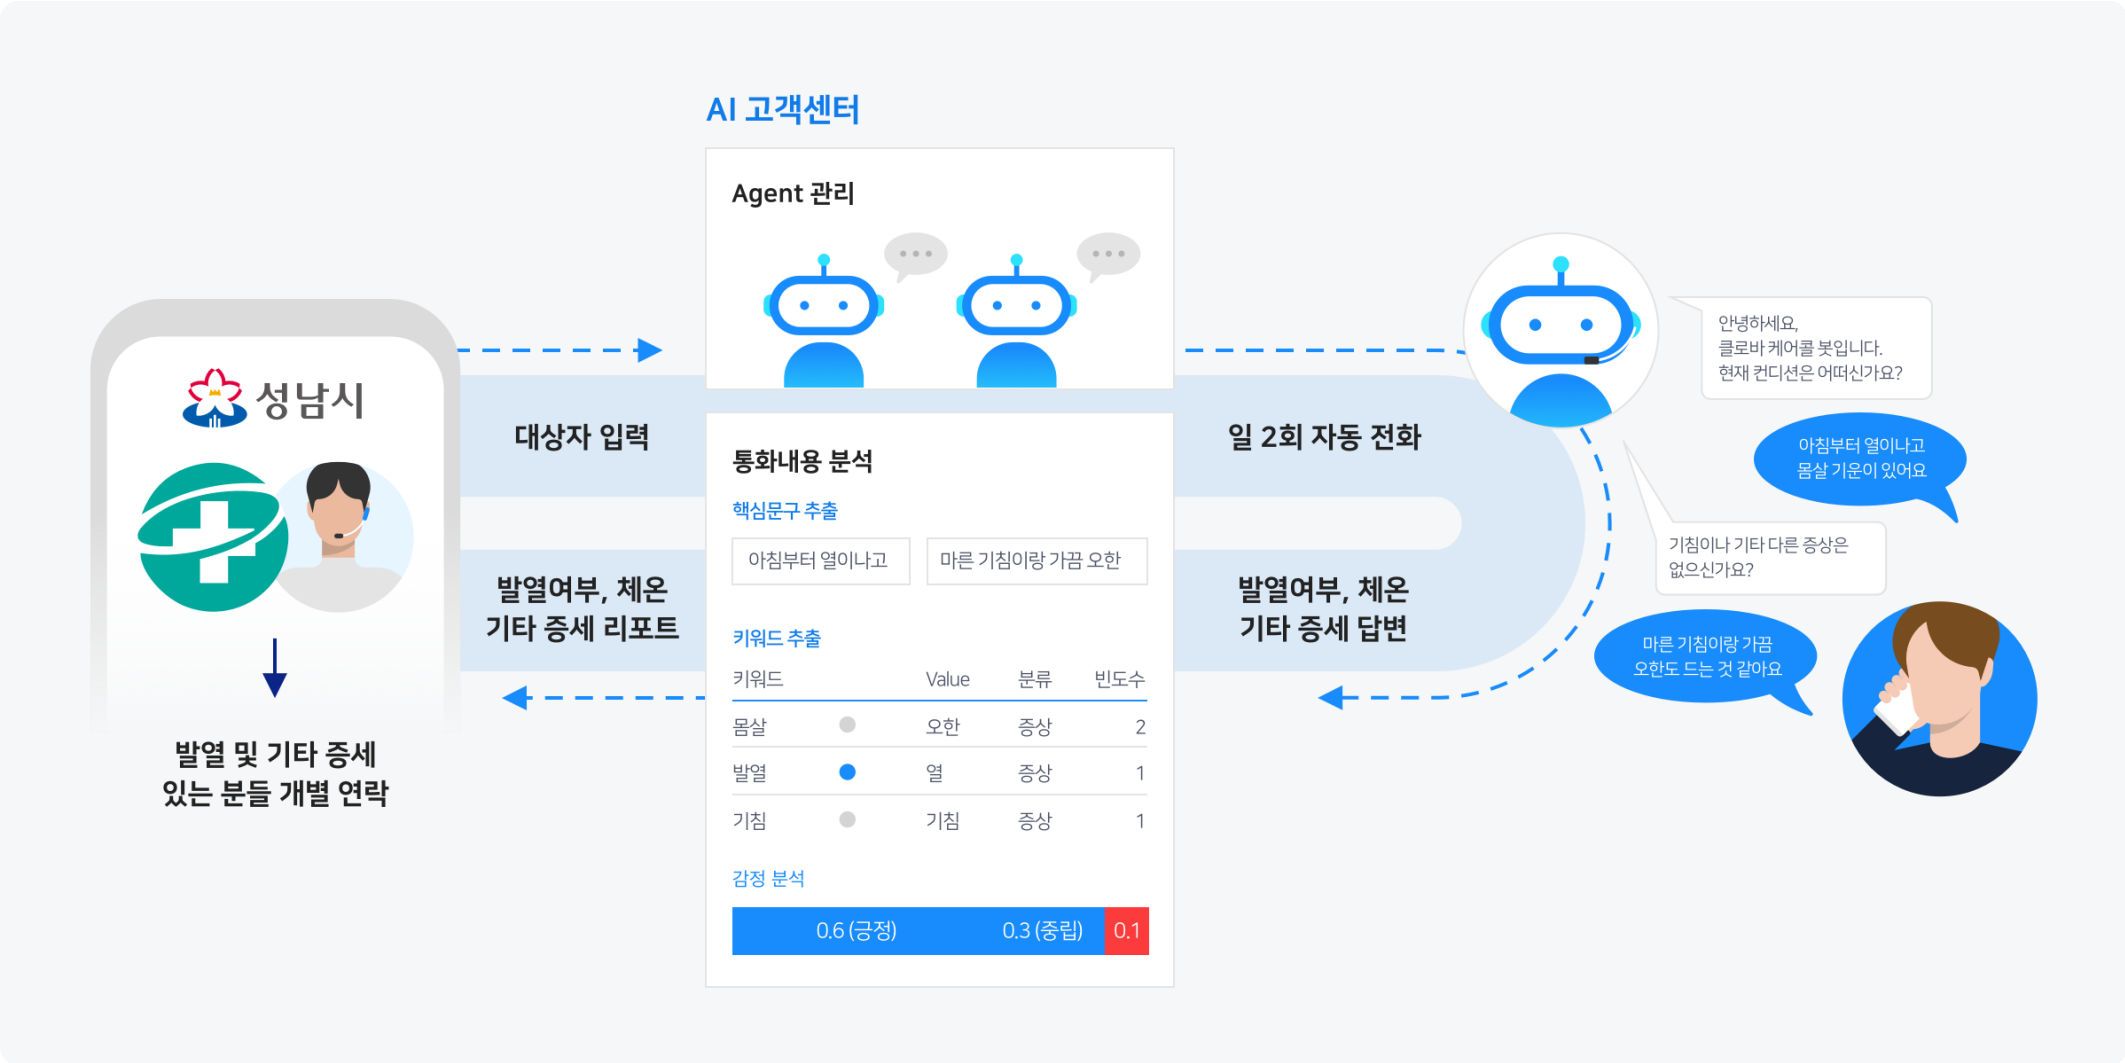 AI 고객센터
Agent 관리
성남시
대상자 입력
발열여부, 체온
기타 증세 리포트
발열 및 기타 증세
있는 분들 개별 연락
통화내용 분석
핵심문구 추출
아침부터 열이나고
마른 기침이랑 가끔 오한
키워드 추출
키워드 Value 분류 빈도수
몸살 오한 증상 2
발열 열 증상 1
기침 기침 증상 1
감정 분석
0.6 (긍정) 0.3 (중립) 0.1
일 2회 자동 전화
발열여부, 체온
기타 증세 답변
안녕하세요,
클로바 케어콜 봇입니다.
현재 컨디션은 어떠신가요?
아침부터 열이나고
몸살 기운이 있어요
기침이나 기타 다른 증상은
없으신가요?
마른 기침이랑 가끔
오한도 드는 것 같아요